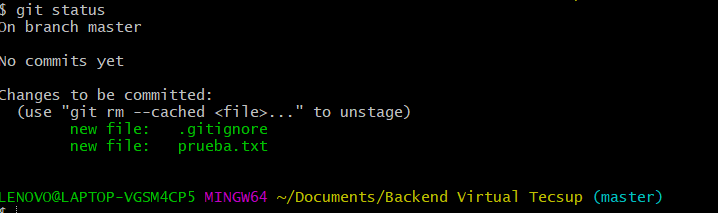 $ git status
On branch master
No commits yet
Changes to be committed:
(use "git rm --cached <file>..." to unstage)
new file: .gitignore
new file: prueba.txt
LENOVO@LAPTOP-VGSM4CP5 MINGW64 ~/Documents/Backend Virtual Tecsup (master)
$